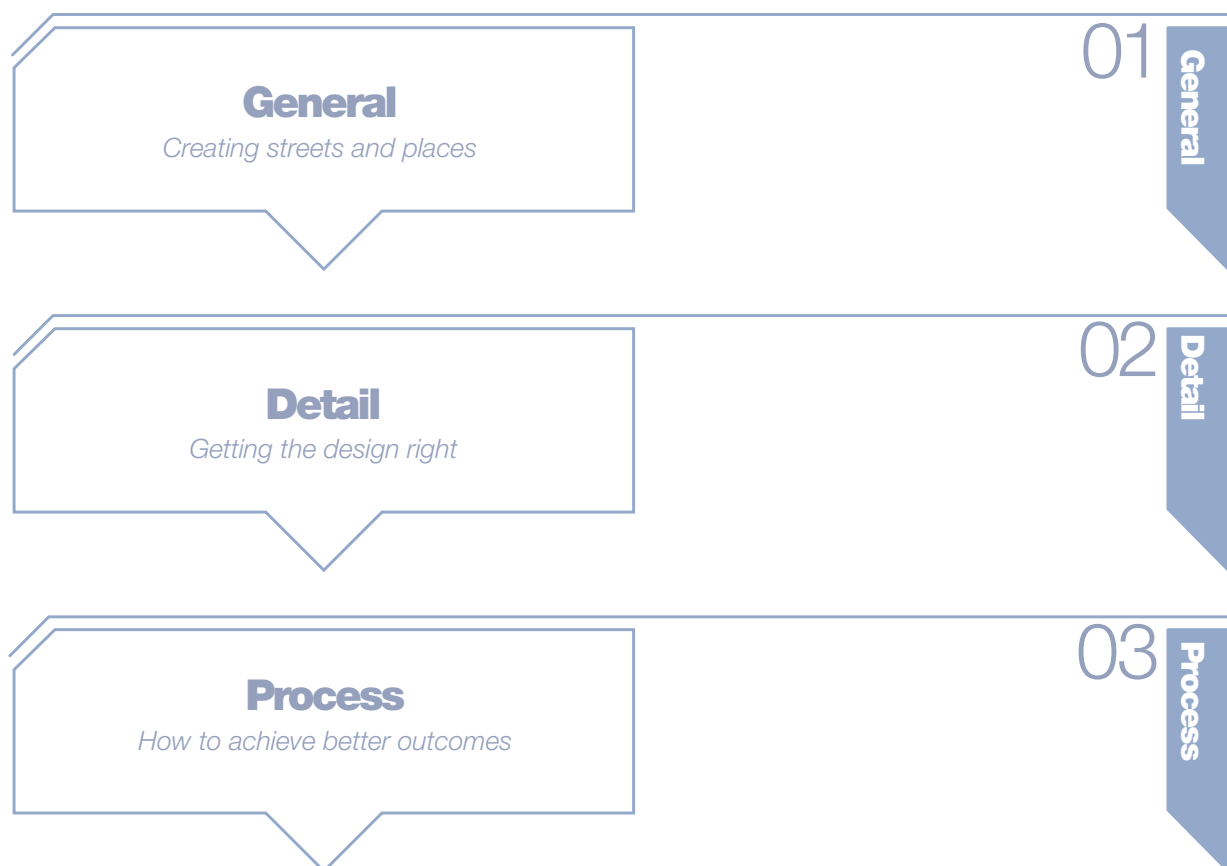 General
Creating streets and places
01
General
Detail
Getting the design right
02
Detail
Process
How to achieve better outcomes
03
Process